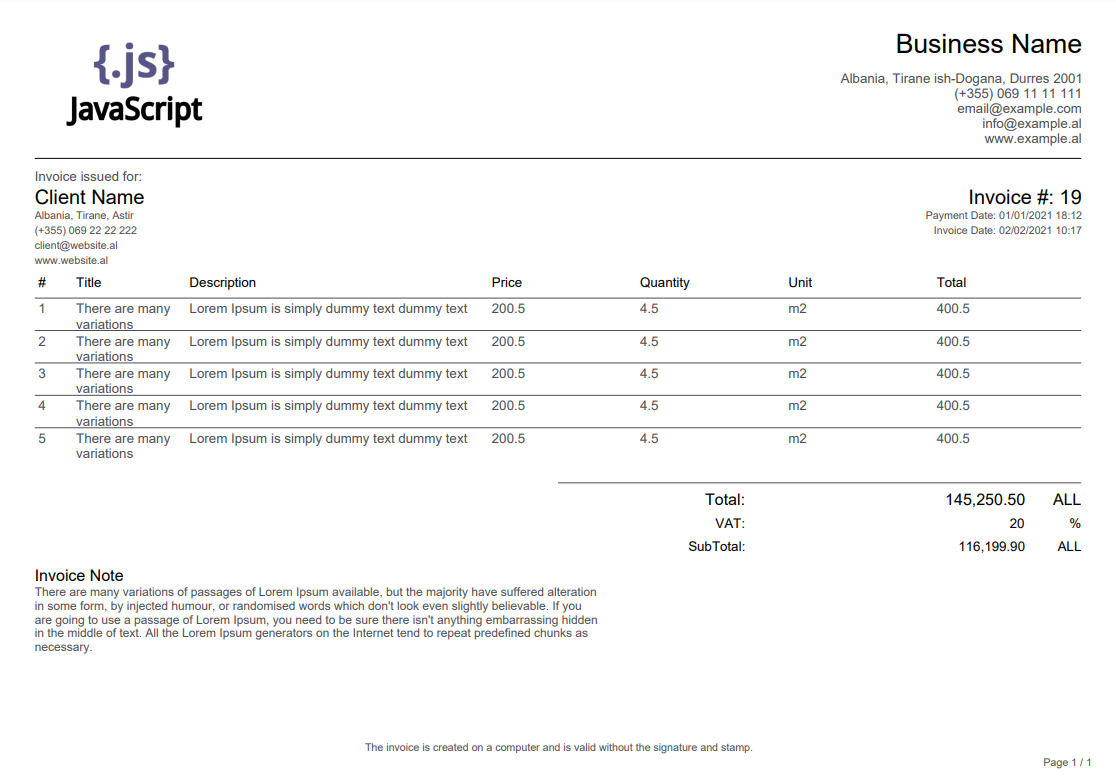 {.js}
JavaScript
Business Name
Albania, Tirane ish-Dogana, Durres 2001
(+355) 069 11 11 111
email@example.com
info@example.al
www.example.al
Invoice issued for:
Client Name
Albania, Tirane, Astir
(+355) 069 22 22 222
client@website.al
www.website.al
Invoice #: 19
Payment Date: 01/01/2021 18:12
Invoice Date: 02/02/2021 10:17
# Title Description Price Quantity Unit Total
1 There are many Lorem Ipsum is simply dummy text dummy text 200.5 4.5 m2 400.5
variations
2 There are many Lorem Ipsum is simply dummy text dummy text 200.5 4.5 m2 400.5
variations
3 There are many Lorem Ipsum is simply dummy text dummy text 200.5 4.5 m2 400.5
variations
4 There are many Lorem Ipsum is simply dummy text dummy text 200.5 4.5 m2 400.5
variations
5 There are many Lorem Ipsum is simply dummy text dummy text 200.5 4.5 m2 400.5
variations
Total: 145,250.50 ALL
VAT: 20 %
SubTotal: 116,199.90 ALL
Invoice Note
There are many variations of passages of Lorem Ipsum available, but the majority have suffered alteration
in some form, by injected humour, or randomised words which don't look even slightly believable. If you
are going to use a passage of Lorem Ipsum, you need to be sure there isn't anything embarrassing hidden
in the middle of text. All the Lorem Ipsum generators on the Internet tend to repeat predefined chunks as
necessary.
The invoice is created on a computer and is valid without the signature and stamp.
Page 1 / 1